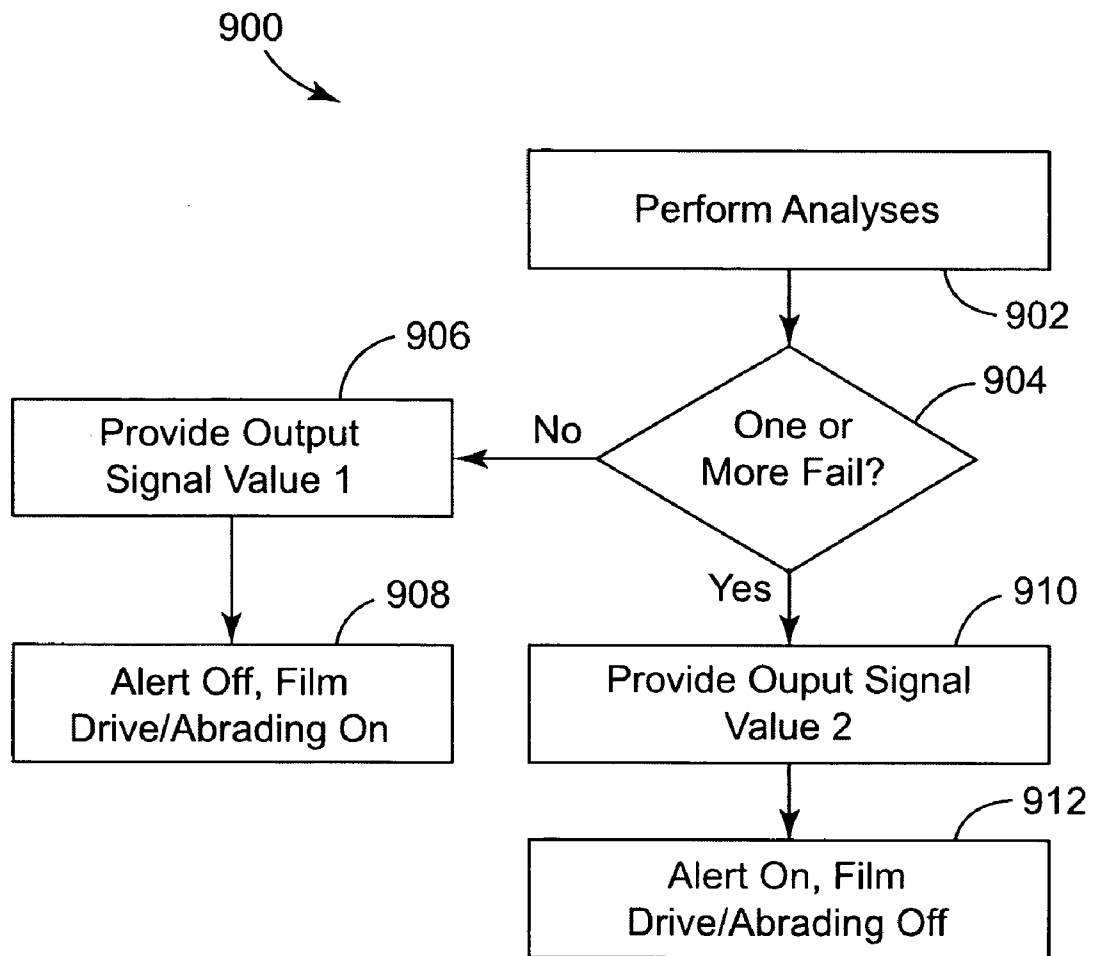 900
Perform Analyses
902
904
One or
More Fail?
No
906
Provide Output
Signal Value 1
908
Alert Off, Film
Drive/Abrading On
Yes
910
Provide Ouput Signal
Value 2
912
Alert On, Film
Drive/Abrading Off